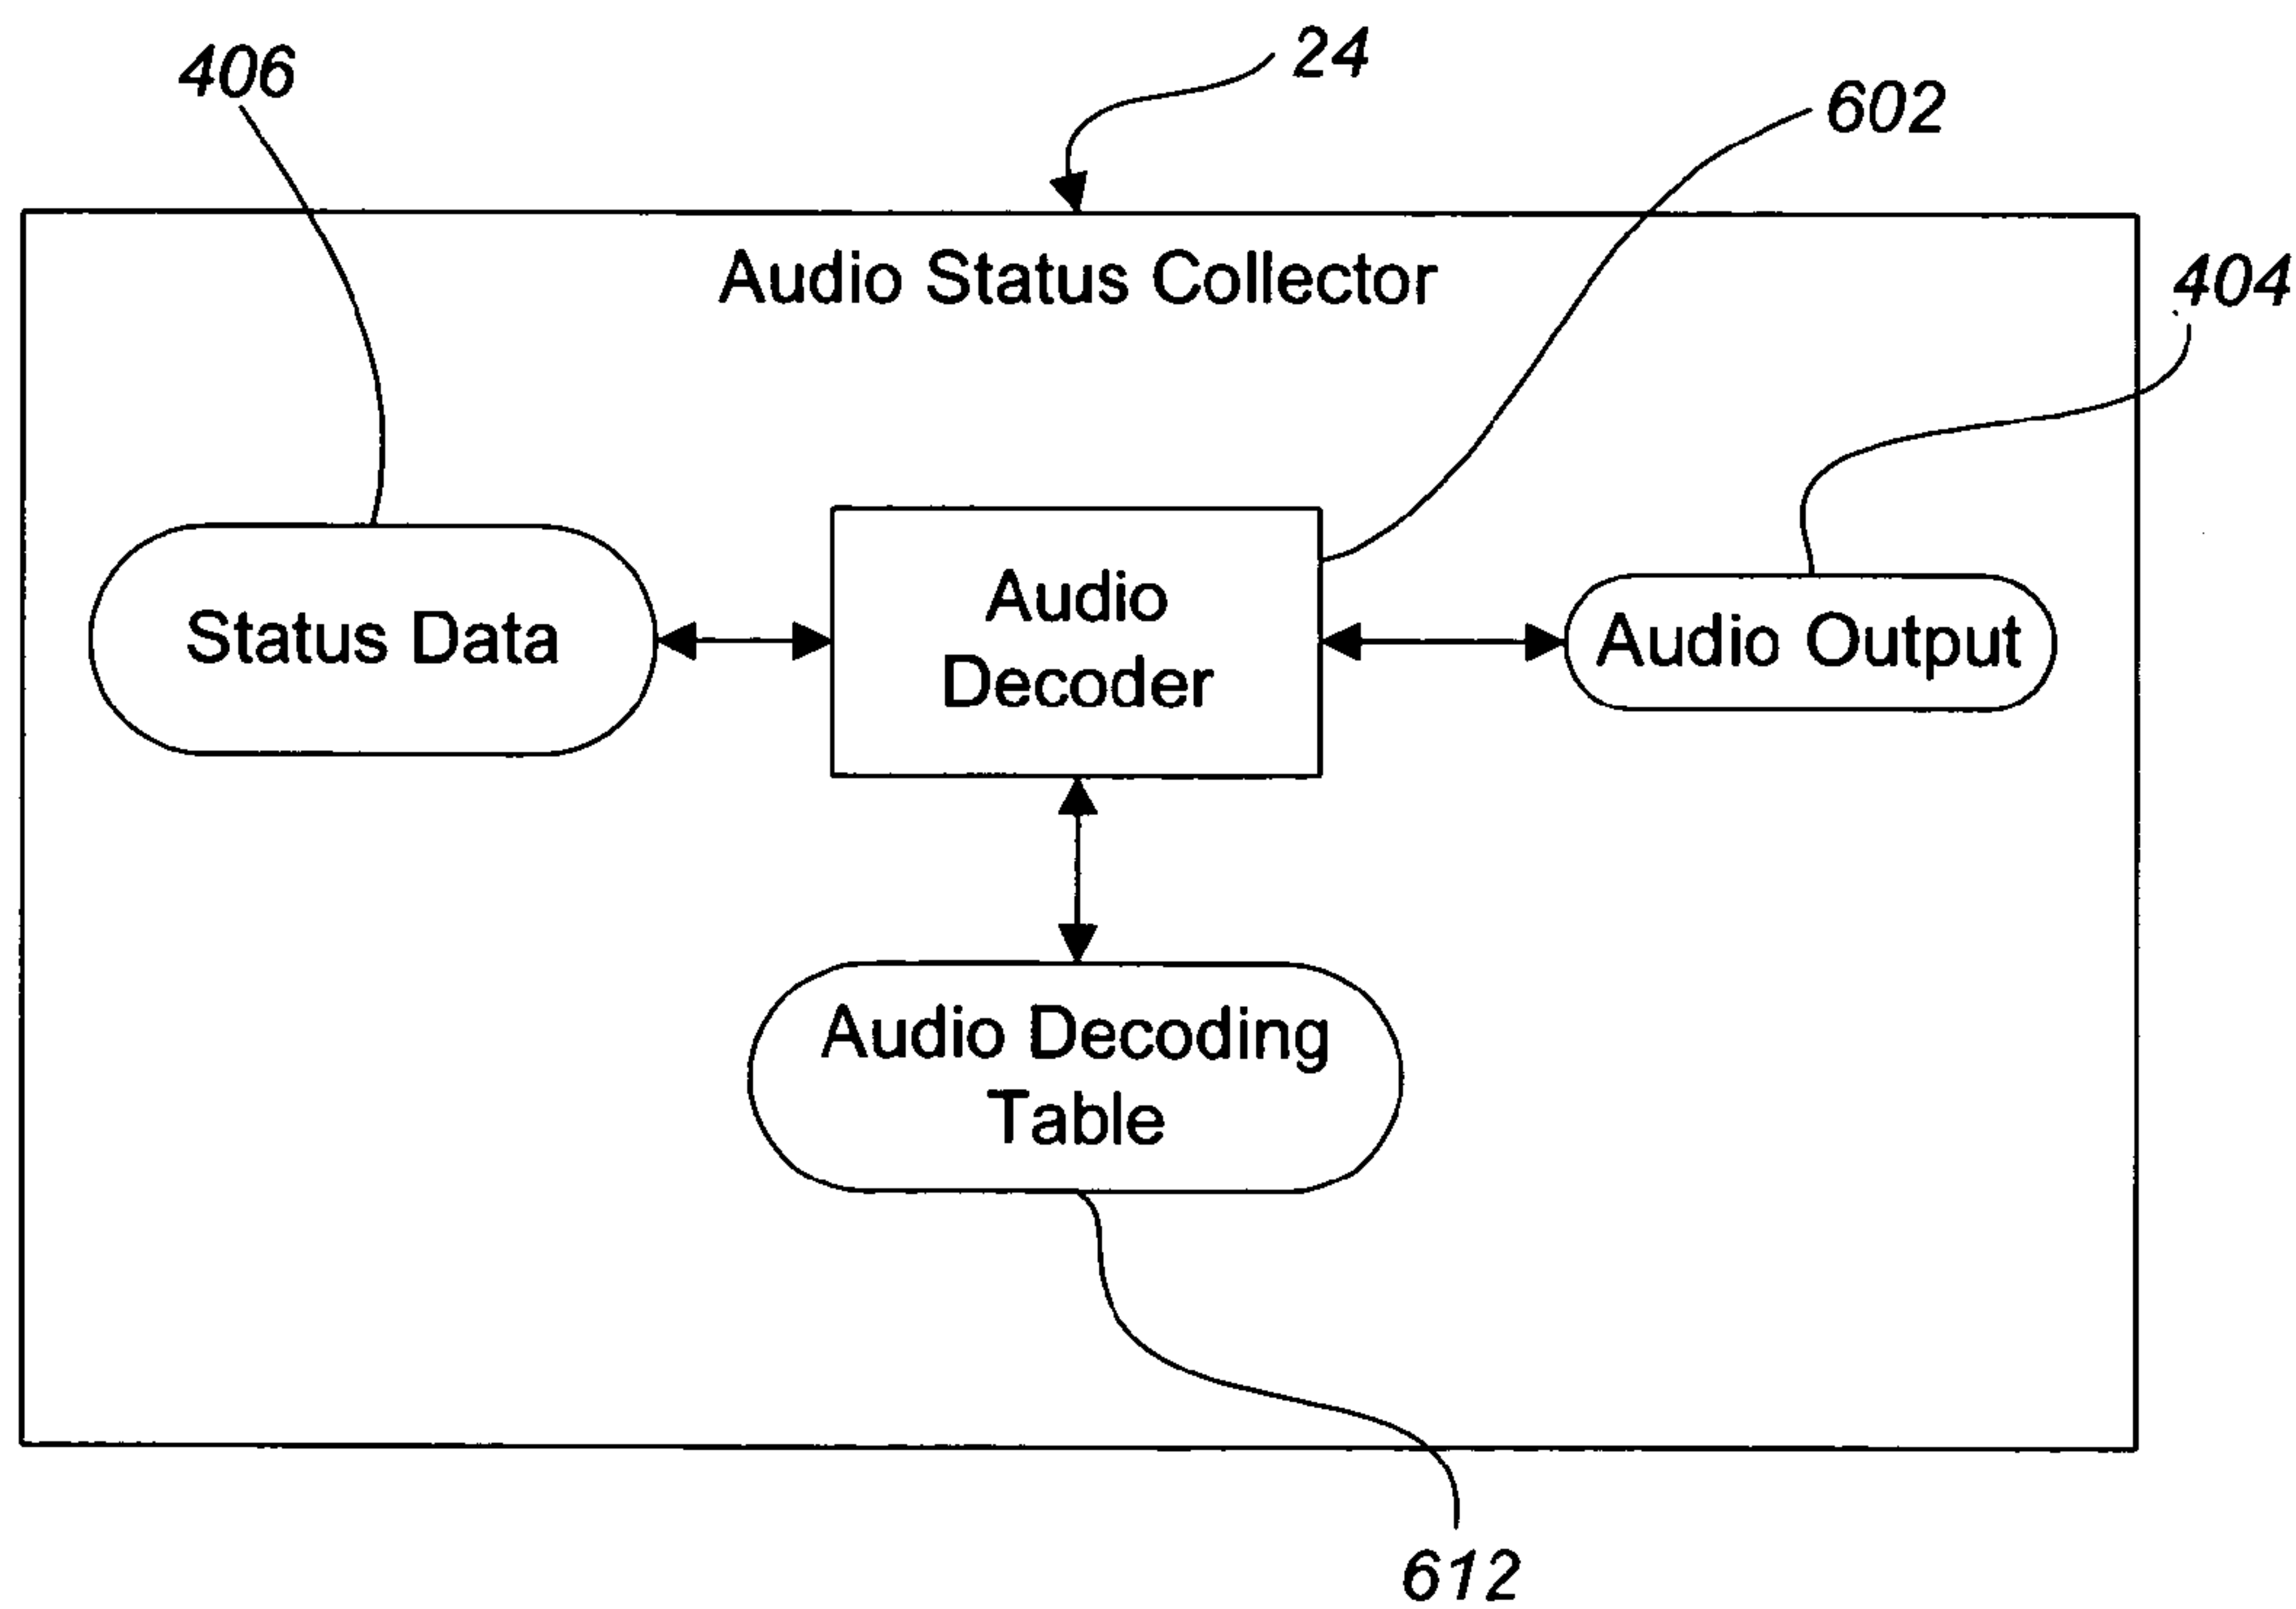 24
406
602
Audio Status Collector
404
Status Data
Audio
Decoder
Audio Output
Audio Decoding
Table
612